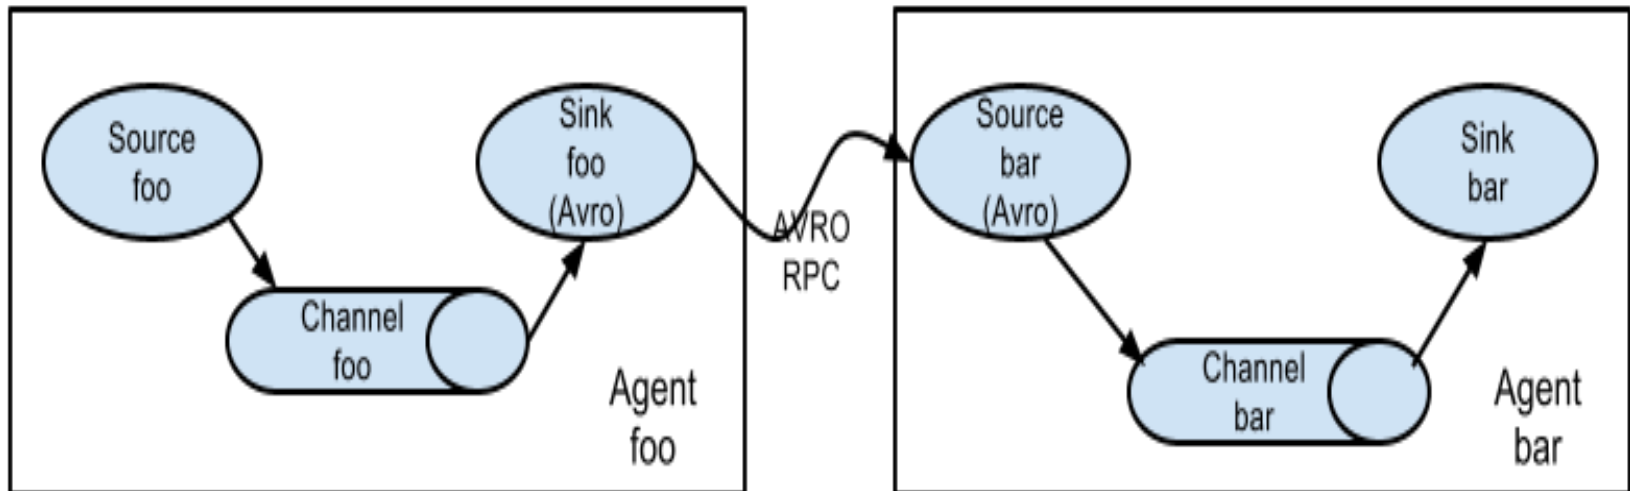 Source
foo
Sink
foo
(Avro)
Channel
foo
Agent
foo
AVRO
RPC
Source
bar
(Avro)
Sink
bar
Channel
bar
Agent
bar